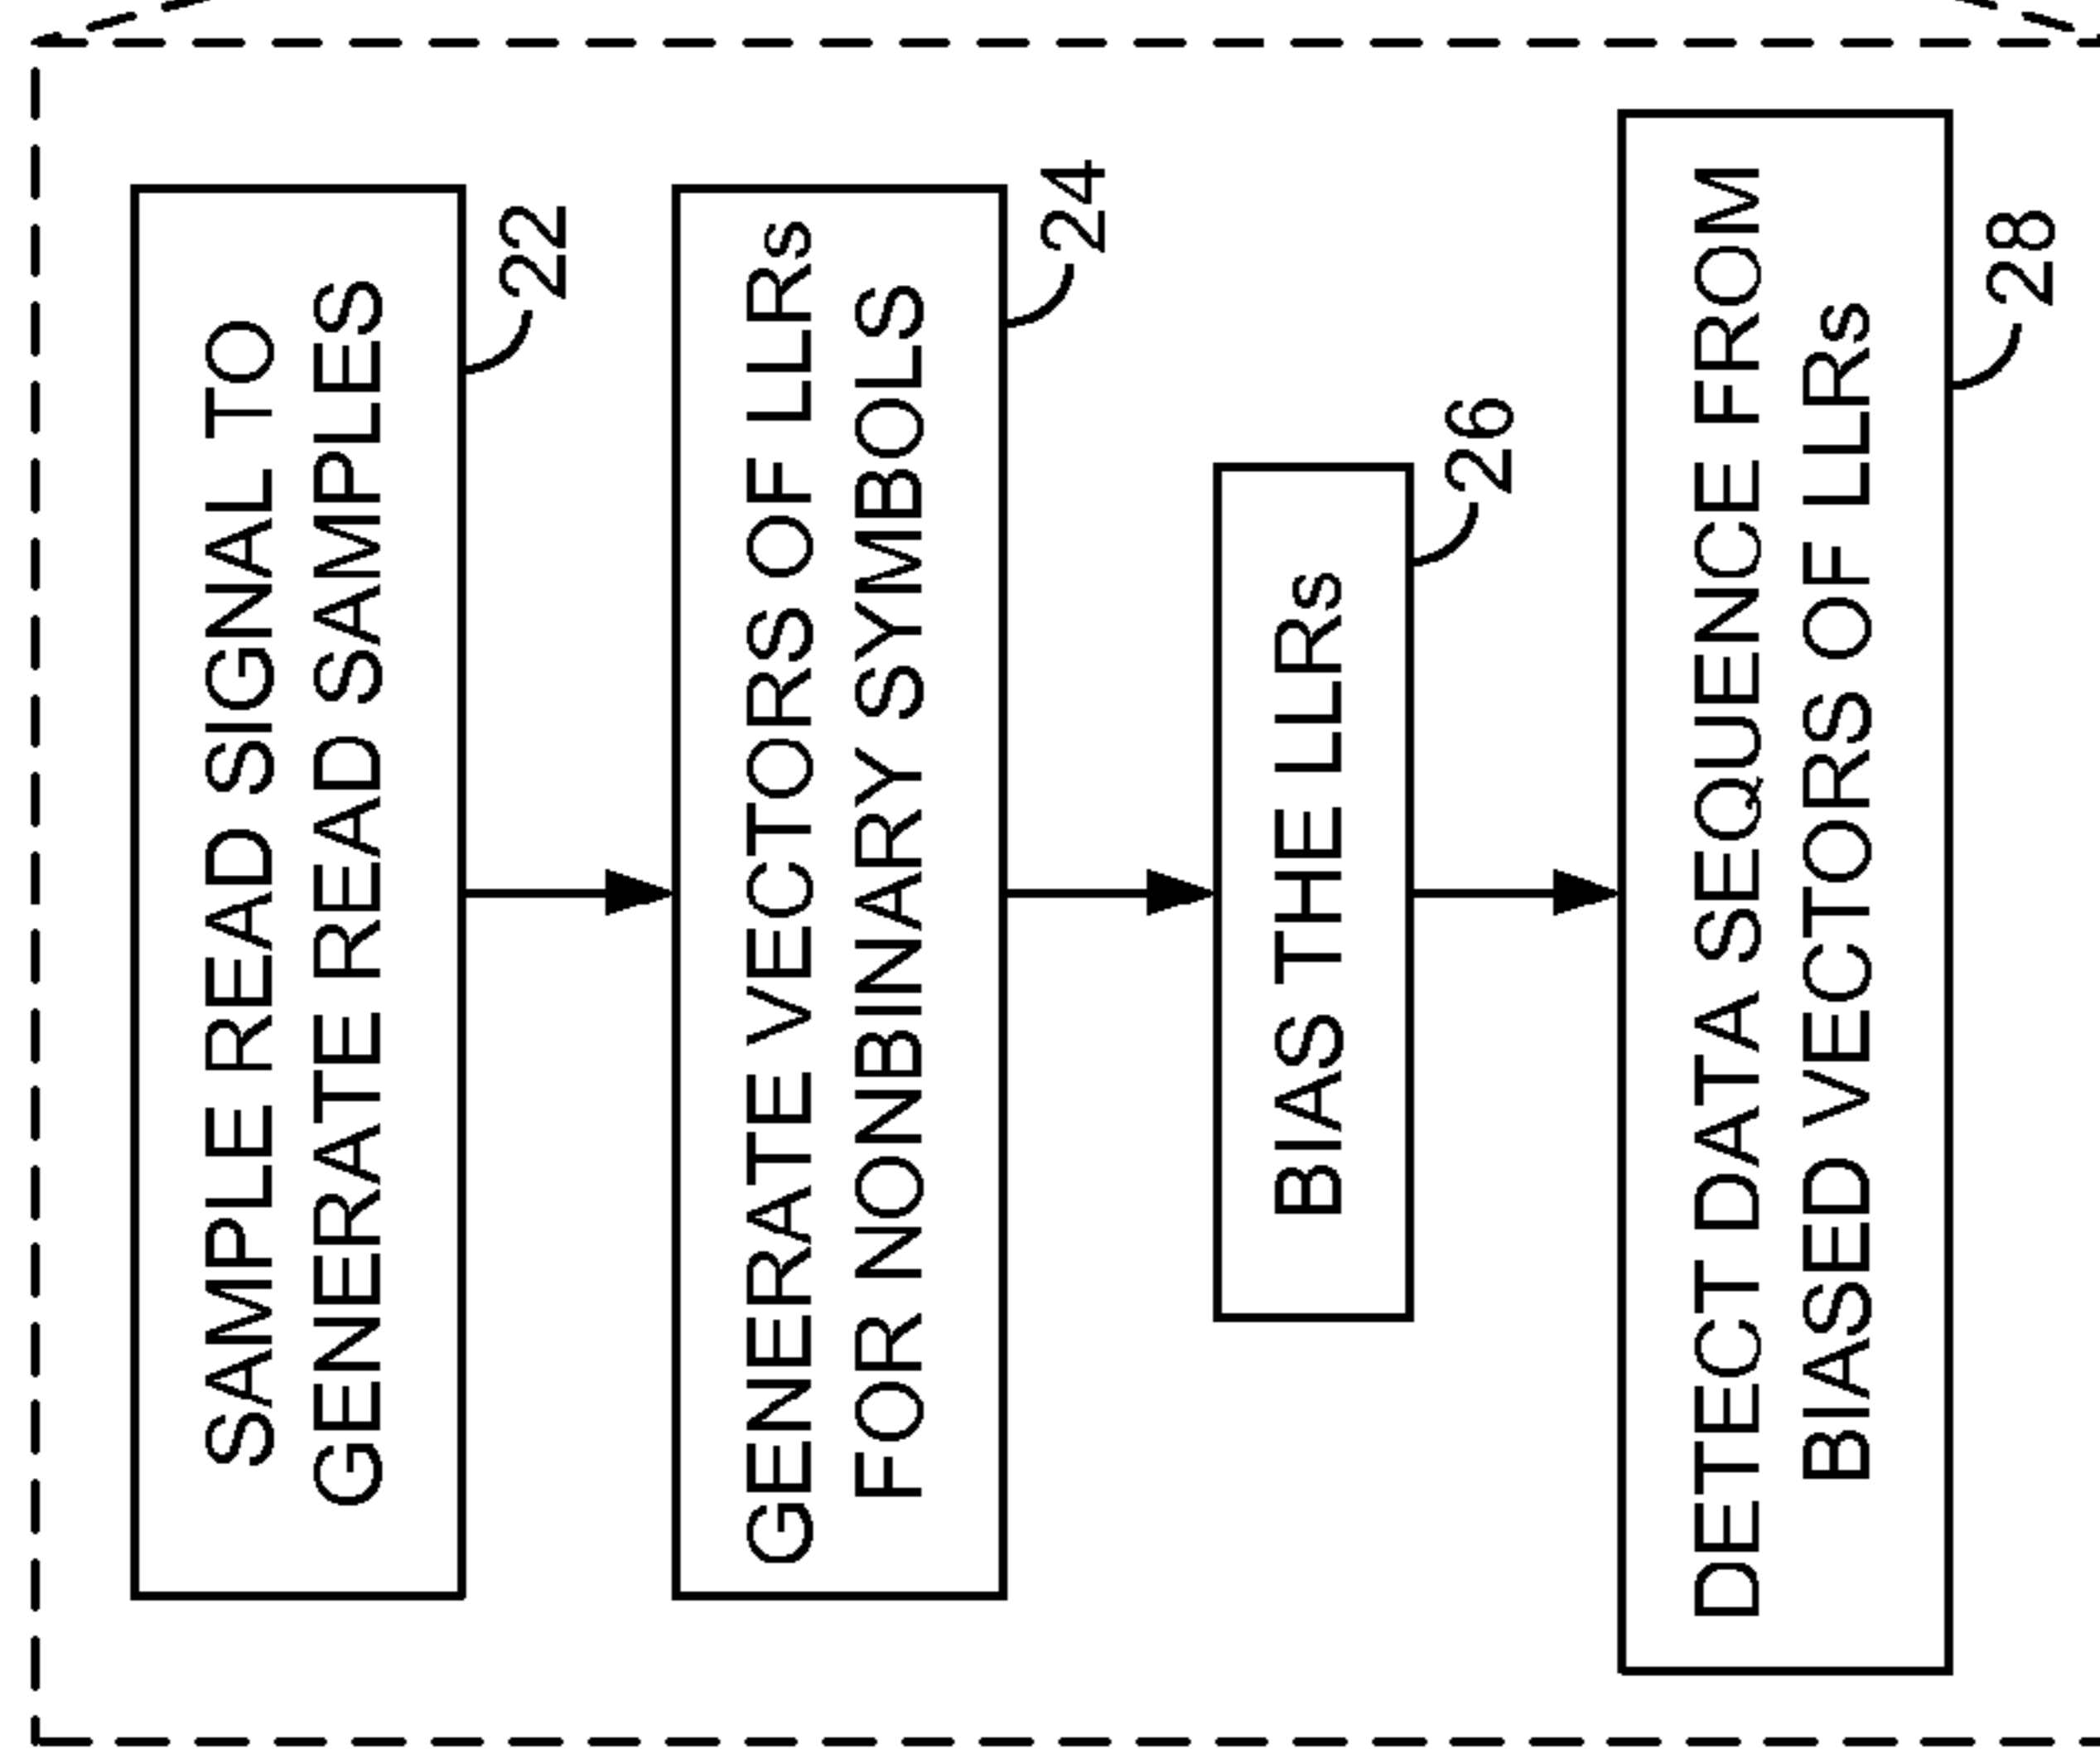 SAMPLE READ SIGNAL TO
GENERATE READ SAMPLES
22
GENERATE VECTORS OF LLRs
FOR NONBINARY SYMBOLS
24
BIAS THE LLRs
26
DETECT DATA SEQUENCE FROM
BIASED VECTORS OF LLRs
28